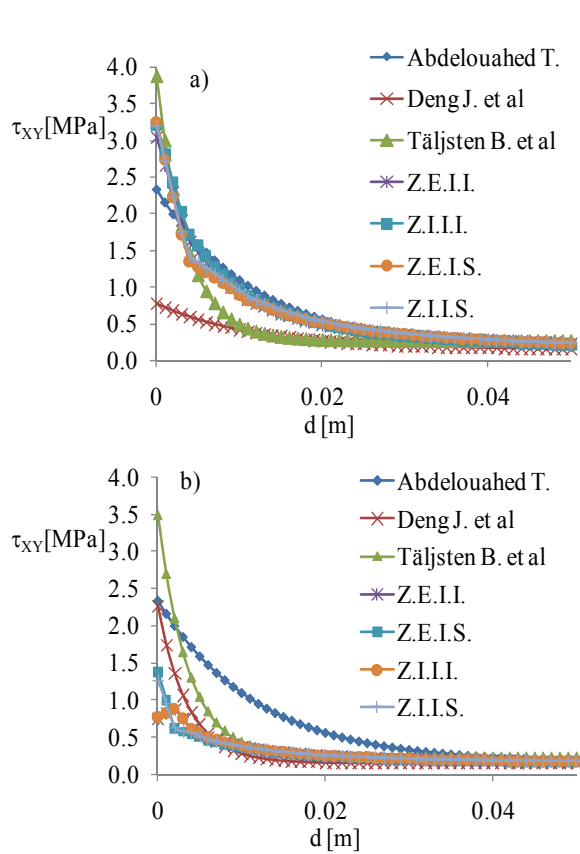 a)
τXY[MPa]
4.0
3.5
3.0
2.5
2.0
1.5
1.0
0.5
0.0
0
0.02
0.04
d [m]
Abdelouahed T.
Deng J. et al
Täljsten B. et al
Z.E.I.I.
Z.I.I.I.
Z.E.I.S.
Z.I.I.S.
b)
τXY[MPa]
4.0
3.5
3.0
2.5
2.0
1.5
1.0
0.5
0.0
0
0.02
0.04
d [m]
Abdelouahed T.
Deng J. et al
Täljsten B. et al
Z.E.I.I.
Z.E.I.S.
Z.I.I.I.
Z.I.I.S.